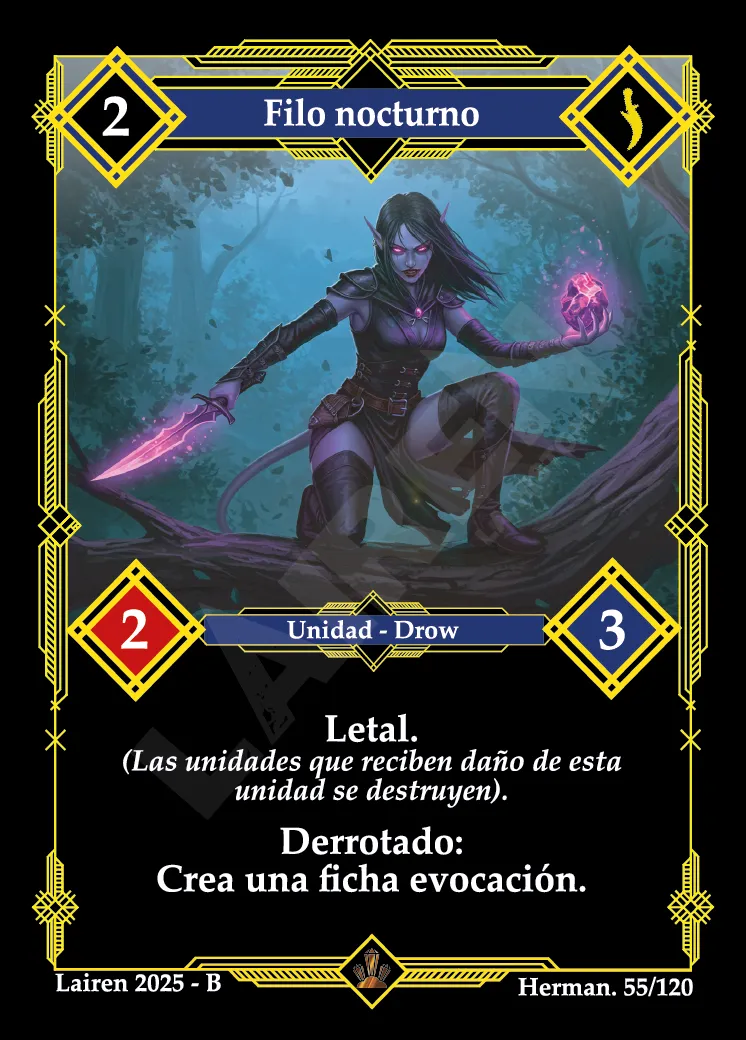 2
Filo nocturno
2
Unidad - Drow
3
Letal.
(Las unidades que reciben daño de esta
unidad se destruyen).
Derrotado:
Crea una ficha evocación.
Lairen 2025 - B
Herman. 55/120
LAIREN